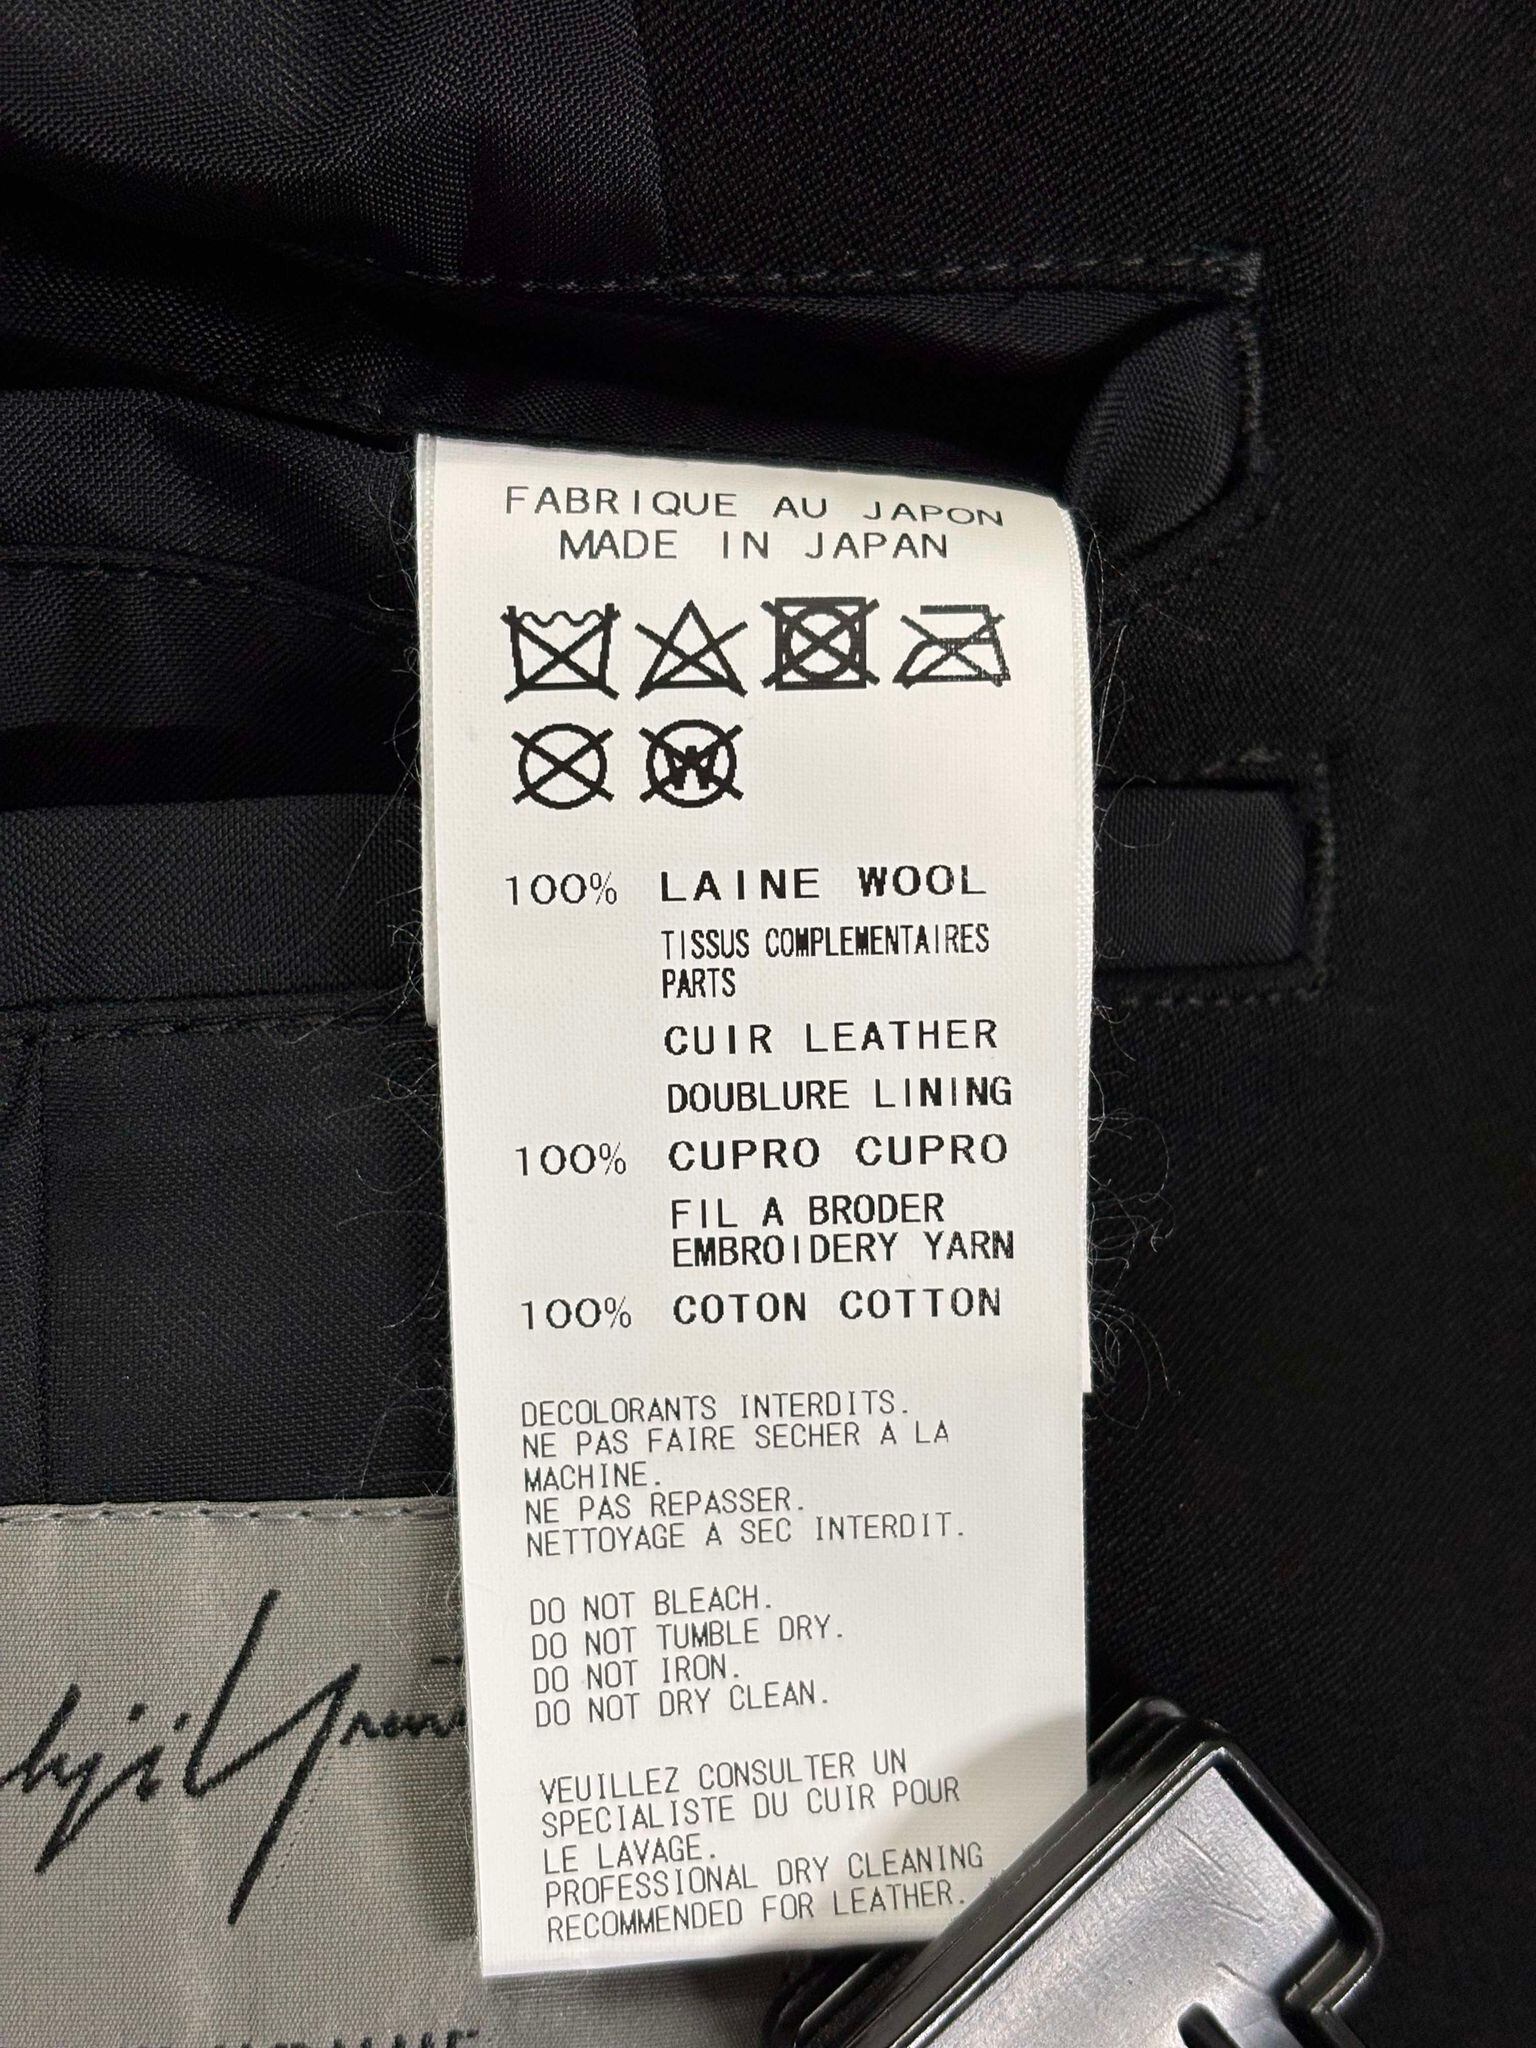 FABRIQUE AU JAPON
MADE IN JAPAN
W
100% LAINE WOOL
TISSUS COMPLEMENTAIRES
PARTS
CUIR LEATHER
DOUBLURE LINING
100% CUPRO CUPRO
FIL A BRODER
EMBROIDERY YARN
100% COTON COTTON
DECOLORANTS INTERDITS.
NE PAS FAIRE SECHER A LA
MACHINE.
NE PAS REPASSER.
NETTOYAGE A SEC INTERDIT.
DO NOT BLEACH.
DO NOT TUMBLE DRY.
DO NOT IRON.
DO NOT DRY CLEAN.
VEUILLEZ CONSULTER UN
SPECIALISTE DU CUIR POUR
LE LAVAGE.
PROFESSIONAL DRY CLEANING
RECOMMENDED FOR LEATHER.